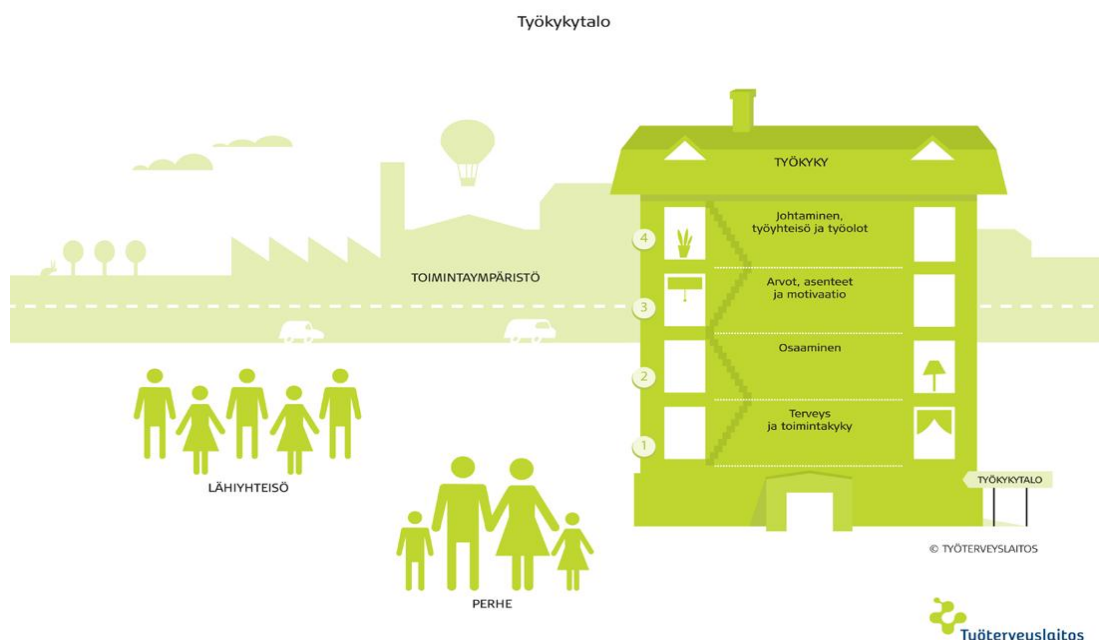 Työkykytalo
TYÖKYKY
4
Johtaminen,
työyhteisö ja työolot
TOIMINTAYMPÄRISTÖ
3
Arvot, asenteet
ja motivaatio
2
Osaaminen
1
Terveys
ja toimintakyky
LÄHIYHTEISÖ
TYÖKYKYTALO
© TYÖTERVEYSLAITOS
PERHE
Työterveyslaitos